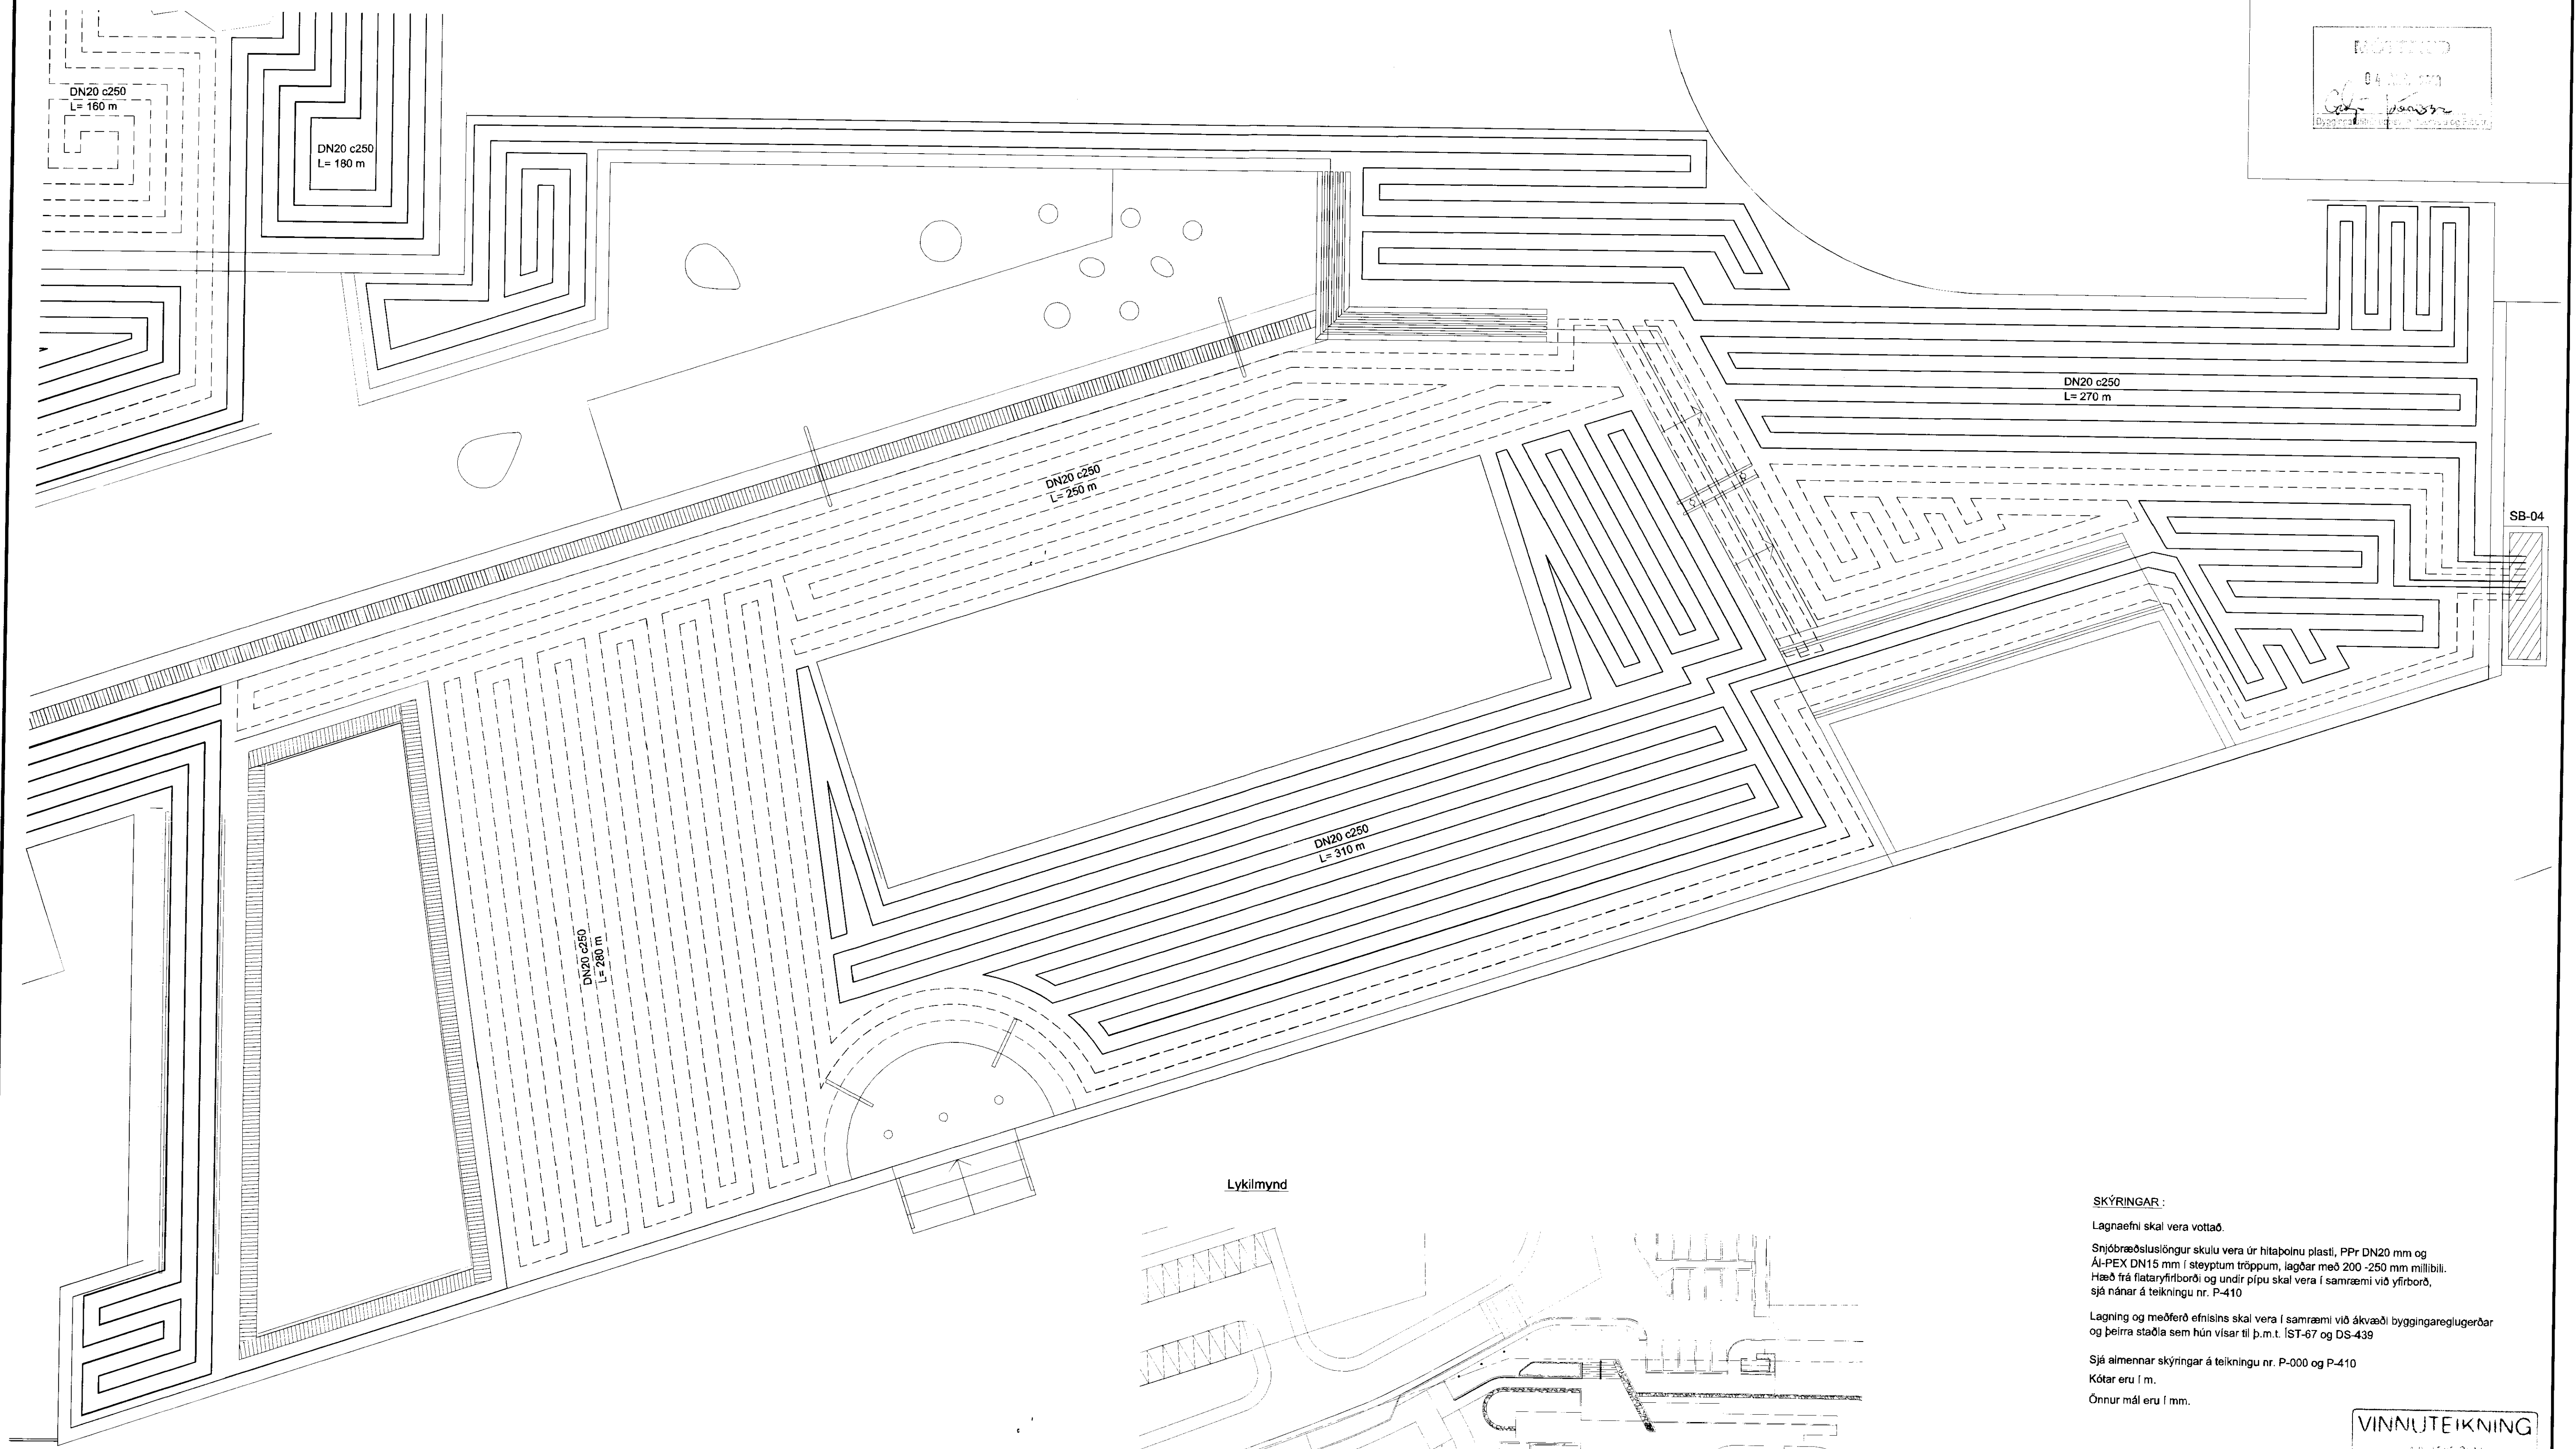 MÓTTEKIÐ
DN20 c250
L= 160 m
DN20 c250
L= 180 m
DN20 c250
L= 270 m
DN20 c250
L= 250 m
SB-04
DN20 c250
L= 310 m
DN20 c250
L= 280 m
Lykilmynd
SKÝRINGAR :
Lagnaefni skal vera vottað.
Snjóbræðsluslöngur skulu vera úr hitaþolnu plasti, PPr DN20 mm og
Ál-PEX DN15 mm í steyptum tröppum, lagðar með 200 -250 mm millibili.
Hæð frá flataryfirlborði og undir pípu skal vera í samræmi við yfirborð,
sjá nánar á teikningu nr. P-410
Lagning og meðferð efnisins skal vera í samræmi við ákvæði byggingareglugerðar
og þeirra staðla sem hún vísar til þ.m.t. ÍST-67 og DS-439
Sjá almennar skýringar á teikningu nr. P-000 og P-410
Kótar eru í m.
Önnur mál eru í mm.
VINNUTEIKNING